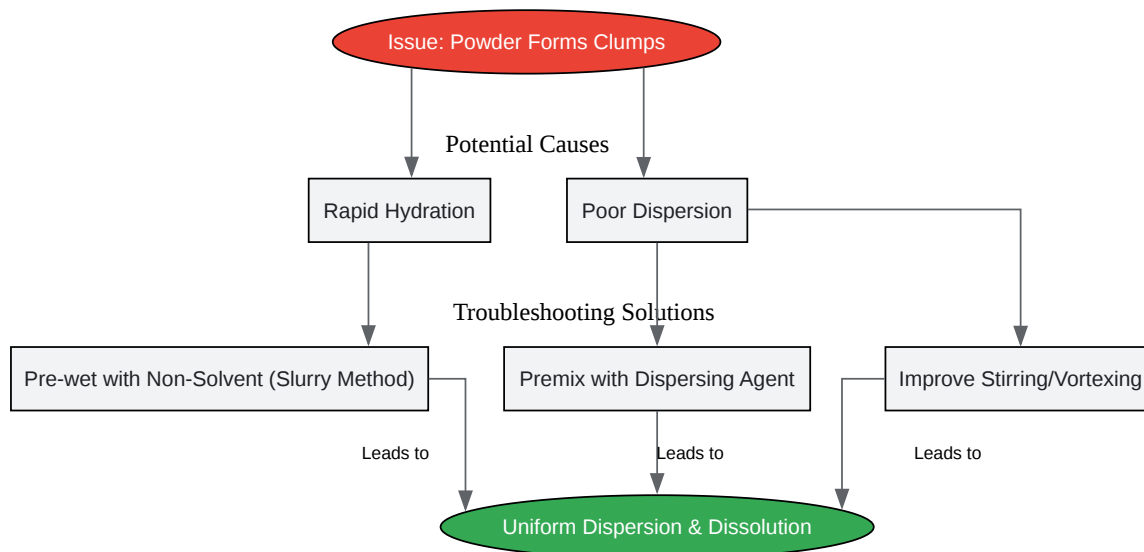 Issue: Powder Forms Clumps
Potential Causes
Rapid Hydration
Poor Dispersion
Troubleshooting Solutions
Pre-wet with Non-Solvent (Slurry Method)
Premix with Dispersing Agent
Improve Stirring/Vortexing
Leads to
Leads to
Leads to
Uniform Dispersion & Dissolution